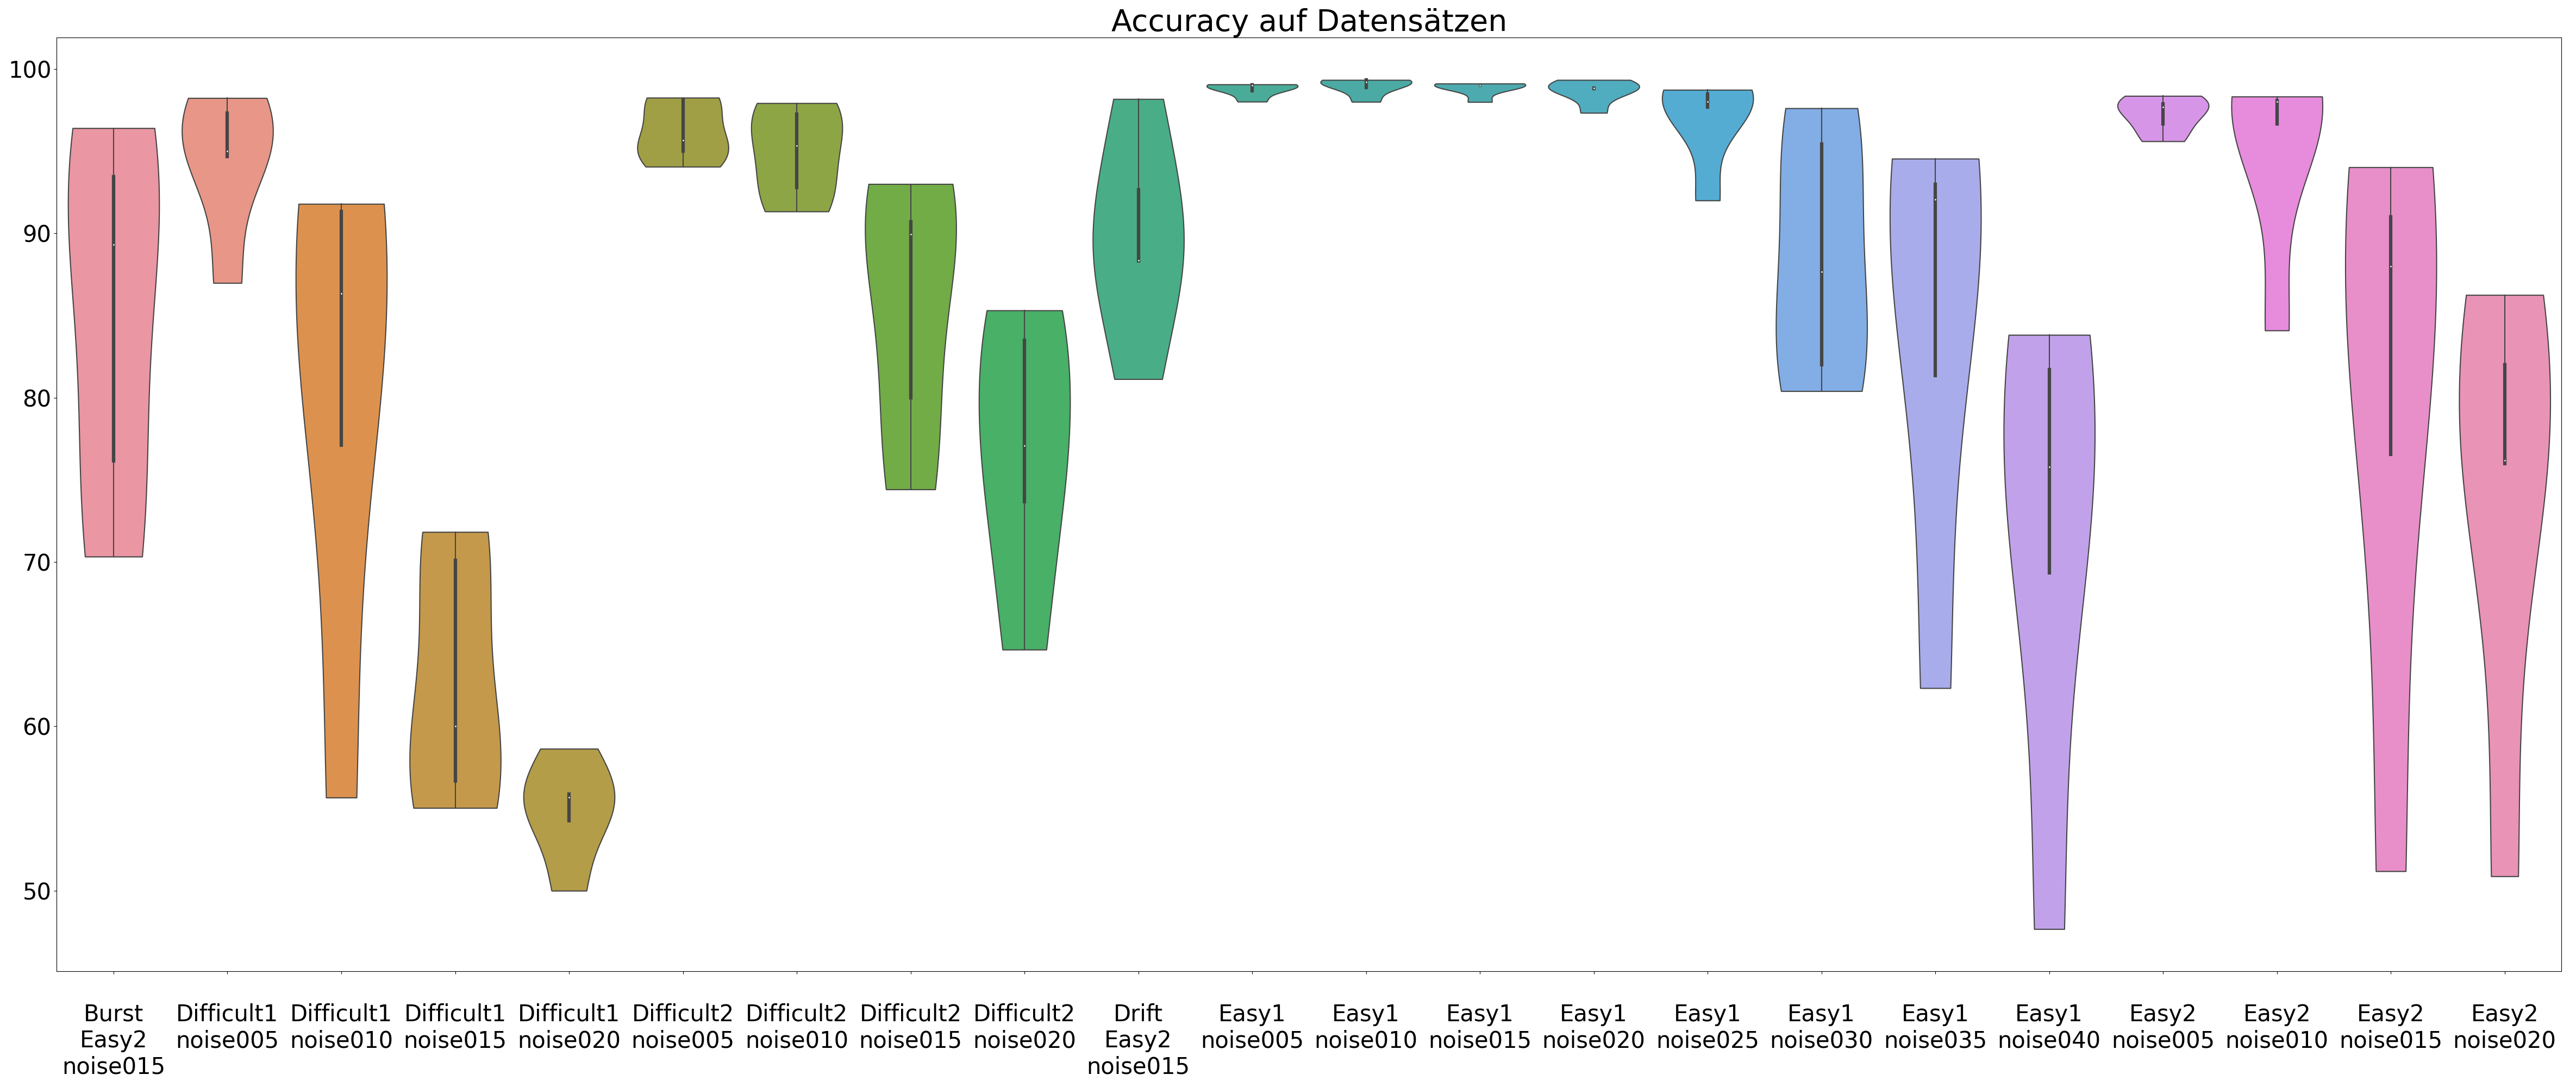 Accuracy auf Datensätzen
100
90
80
70
60
50
Burst
Easy2
noise015
Difficult1
noise005
Difficult1
noise010
Difficult1
noise015
Difficult1
noise020
Difficult2
noise005
Difficult2
noise010
Difficult2
noise015
Difficult2
noise020
Drift
Easy2
noise015
Easy1
noise005
Easy1
noise010
Easy1
noise015
Easy1
noise020
Easy1
noise025
Easy1
noise030
Easy1
noise035
Easy1
noise040
Easy2
noise005
Easy2
noise010
Easy2
noise015
Easy2
noise020